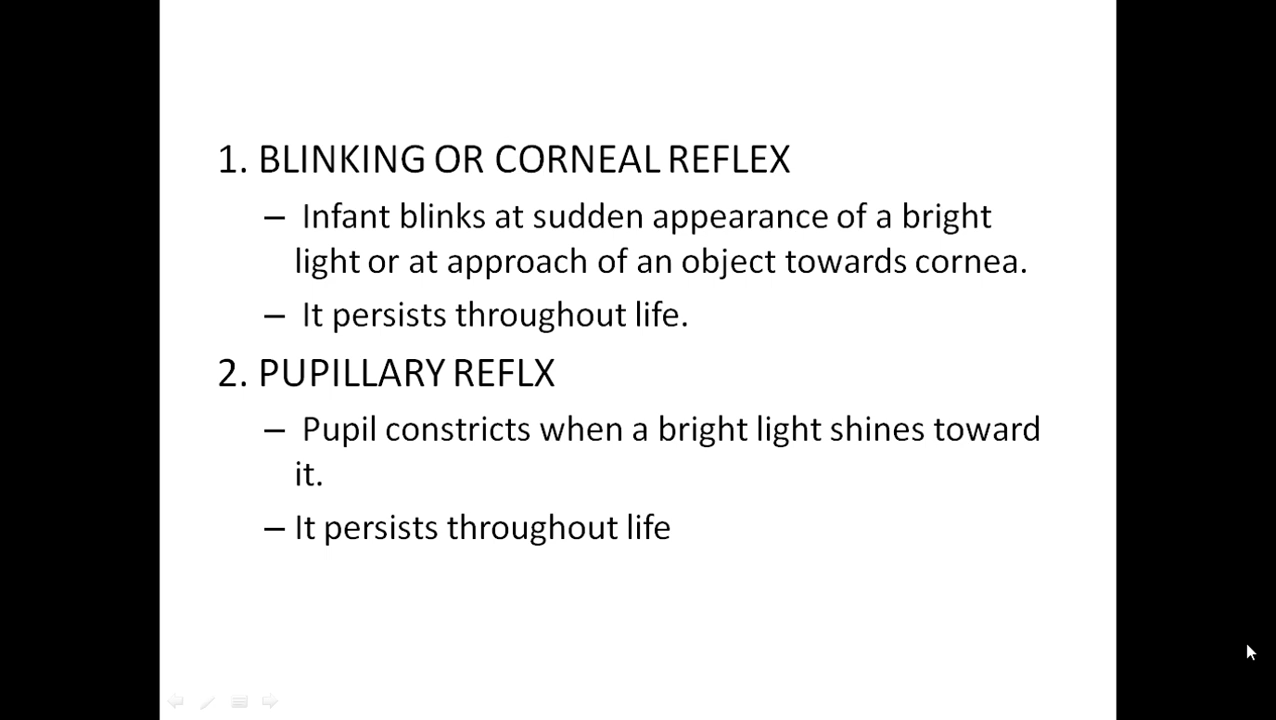 1. BLINKING OR CORNEAL REFLEX
– Infant blinks at sudden appearance of a bright
light or at approach of an object towards cornea.
– It persists throughout life.
2. PUPILLARY REFLX
– Pupil constricts when a bright light shines toward
it.
– It persists throughout life